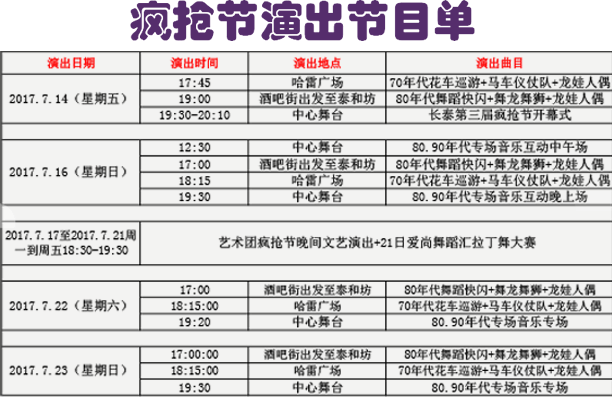 疯抢节演出节目单
演出日期 演出时间 演出地点 演出曲目
2017.7.14（星期五） 17:45 哈雷广场 70年代花车巡游+马车仪仗队+龙娃人偶
19:00 酒吧街出发至泰和坊 80年代舞蹈快闪+舞龙舞狮+龙娃人偶
19:30-20:10 中心舞台 长泰第三届疯抢节开幕式
2017.7.16（星期日） 12:30 中心舞台 80.90年代专场音乐互动中午场
17:00 酒吧街出发至泰和坊 80年代舞蹈快闪+舞龙舞狮+龙娃人偶
18:15 哈雷广场 70年代花车巡游+马车仪仗队+龙娃人偶
19:30 中心舞台 80.90年代专场音乐互动晚上场
2017.7.17至2017.7.21周
一到周五18:30-19:30 艺术团疯抢节晚间文艺演出+21日爱尚舞蹈汇拉丁舞大赛
2017.7.22（星期六） 17:00 酒吧街出发至泰和坊 80年代舞蹈快闪+舞龙舞狮+龙娃人偶
18:15:00 哈雷广场 70年代花车巡游+马车仪仗队+龙娃人偶
19:20 中心舞台 80.90年代专场音乐专场
2017.7.23（星期日） 17:00:00 酒吧街出发至泰和坊 80年代舞蹈快闪+舞龙舞狮+龙娃人偶
18:15:00 哈雷广场 70年代花车巡游+马车仪仗队+龙娃人偶
19:30 中心舞台 80.90年代专场音乐专场